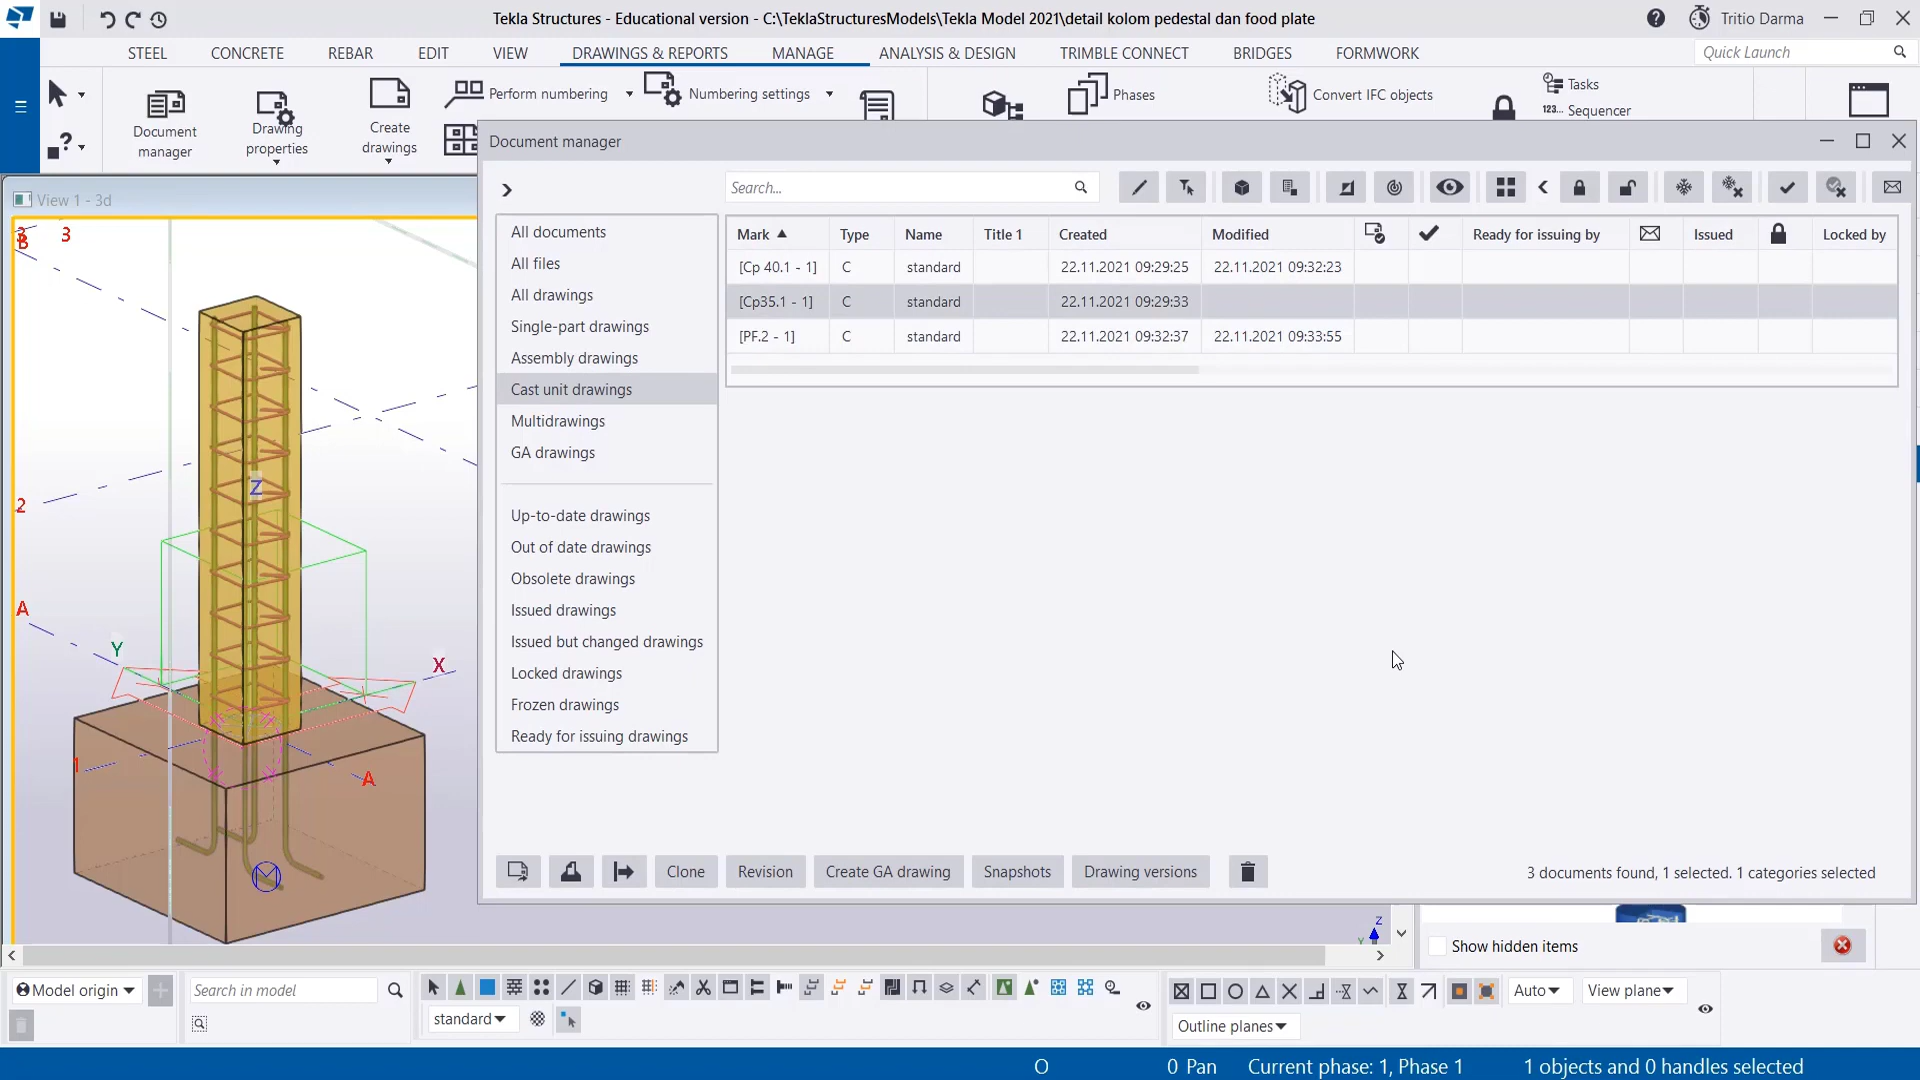 Tekla Structures - Educational version - C:\TeklaStructuresModels\Tekla Model 2021\detail kolom pedestal dan food plate
Tritio Darma
STEEL CONCRETE REBAR EDIT VIEW DRAWINGS & REPORTS MANAGE ANALYSIS & DESIGN TRIMBLE CONNECT BRIDGES FORMWORK
Quick Launch
Document manager
Drawing properties
Create drawings
Perform numbering
Numbering settings
Phases
Convert IFC objects
Tasks
123... Sequencer
View 1 - 3d
3
B
3
2
A
Y
Z
X
1
A
M
Document manager
Search...
All documents
All files
All drawings
Single-part drawings
Assembly drawings
Cast unit drawings
Multidrawings
GA drawings
Up-to-date drawings
Out of date drawings
Obsolete drawings
Issued drawings
Issued but changed drawings
Locked drawings
Frozen drawings
Ready for issuing drawings
Mark Type Name Title 1 Created Modified Ready for issuing by Issued Locked by
[Cp 40.1 - 1] C standard 22.11.2021 09:29:25 22.11.2021 09:32:23
[Cp35.1 - 1] C standard 22.11.2021 09:29:33
[PF.2 - 1] C standard 22.11.2021 09:32:37 22.11.2021 09:33:55
Clone Revision Create GA drawing Snapshots Drawing versions
3 documents found, 1 selected. 1 categories selected
Z
Y
Show hidden items
Model origin
Search in model
standard
Auto
View plane
Outline planes
O 0 Pan Current phase: 1, Phase 1 1 objects and 0 handles selected